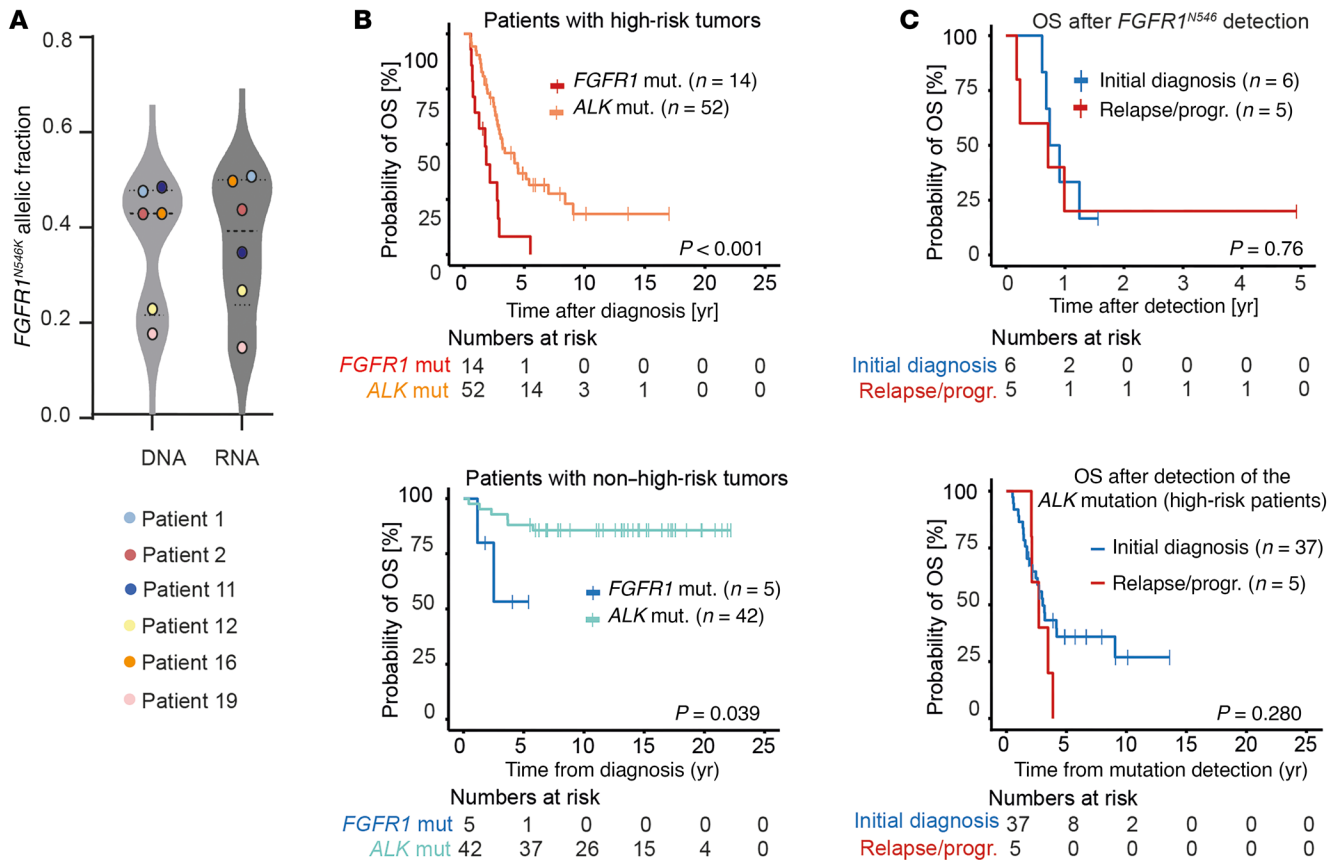 A
FGFR1N546K allelic fraction
0.8
0.6
0.4
0.2
0.0
DNA RNA
Patient 1
Patient 2
Patient 11
Patient 12
Patient 16
Patient 19
B
Patients with high-risk tumors
Probability of OS [%]
100
75
50
25
0
FGFR1 mut. (n = 14)
ALK mut. (n = 52)
P < 0.001
0 5 10 15 20 25
Time after diagnosis [yr]
Numbers at risk
FGFR1 mut 14 1 0 0 0 0
ALK mut 52 14 3 1 0 0
Patients with non–high-risk tumors
Probability of OS [%]
100
75
50
25
0
FGFR1 mut. (n = 5)
ALK mut. (n = 42)
P = 0.039
0 5 10 15 20 25
Time from diagnosis (yr)
Numbers at risk
FGFR1 mut 5 1 0 0 0 0
ALK mut 42 37 26 15 4 0
C
OS after FGFR1N546 detection
Probability of OS [%]
100
75
50
25
0
Initial diagnosis (n = 6)
Relapse/progr. (n = 5)
P = 0.76
0 1 2 3 4 5
Time after detection [yr]
Numbers at risk
Initial diagnosis 6 2 0 0 0 0
Relapse/progr. 5 1 1 1 1 0
OS after detection of the
ALK mutation (high-risk patients)
Probability of OS [%]
100
75
50
25
0
Initial diagnosis (n = 37)
Relapse/progr. (n = 5)
P = 0.280
0 5 10 15 20 25
Time from mutation detection (yr)
Numbers at risk
Initial diagnosis 37 8 2 0 0 0
Relapse/progr. 5 0 0 0 0 0